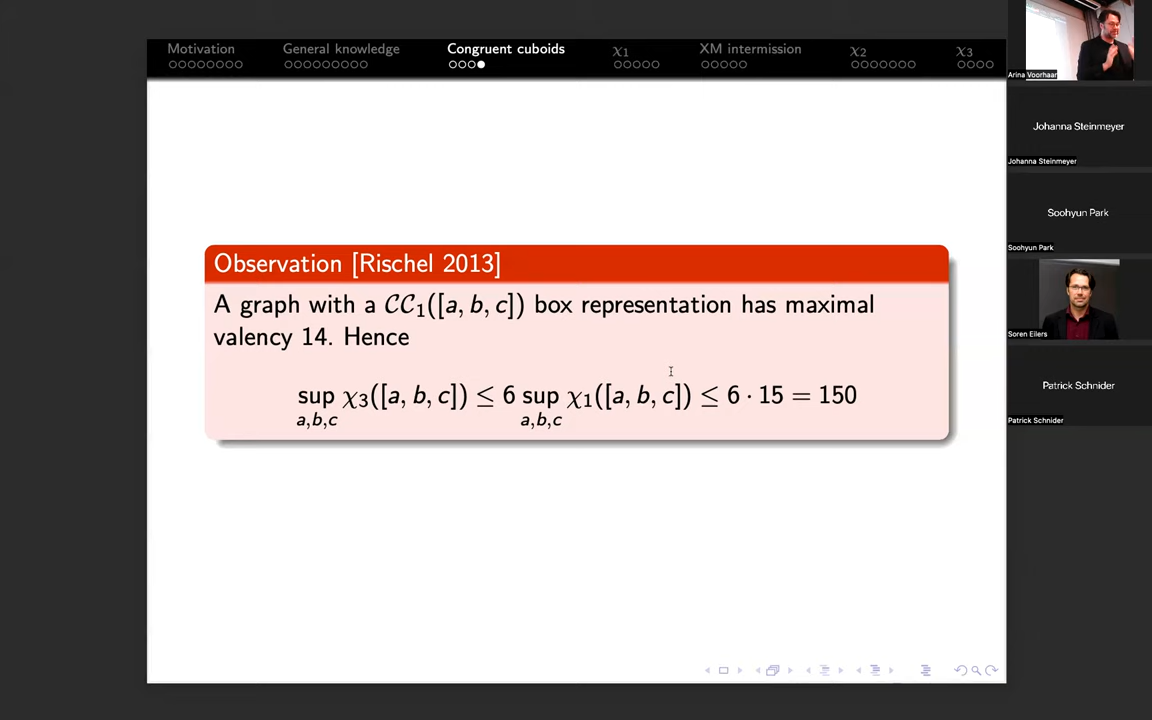 Motivation General knowledge Congruent cuboids χ₁ XM intermission χ₂ χ₃
Observation [Rischel 2013]
A graph with a 𝒞𝒞₁([a, b, c]) box representation has maximal
valency 14. Hence
sup χ₃([a, b, c]) ≤ 6 sup χ₁([a, b, c]) ≤ 6 · 15 = 150
a,b,c a,b,c
Arina Voorhaar
Johanna Steinmeyer
Johanna Steinmeyer
Soohyun Park
Soohyun Park
Soren Eilers
Patrick Schnider
Patrick Schnider